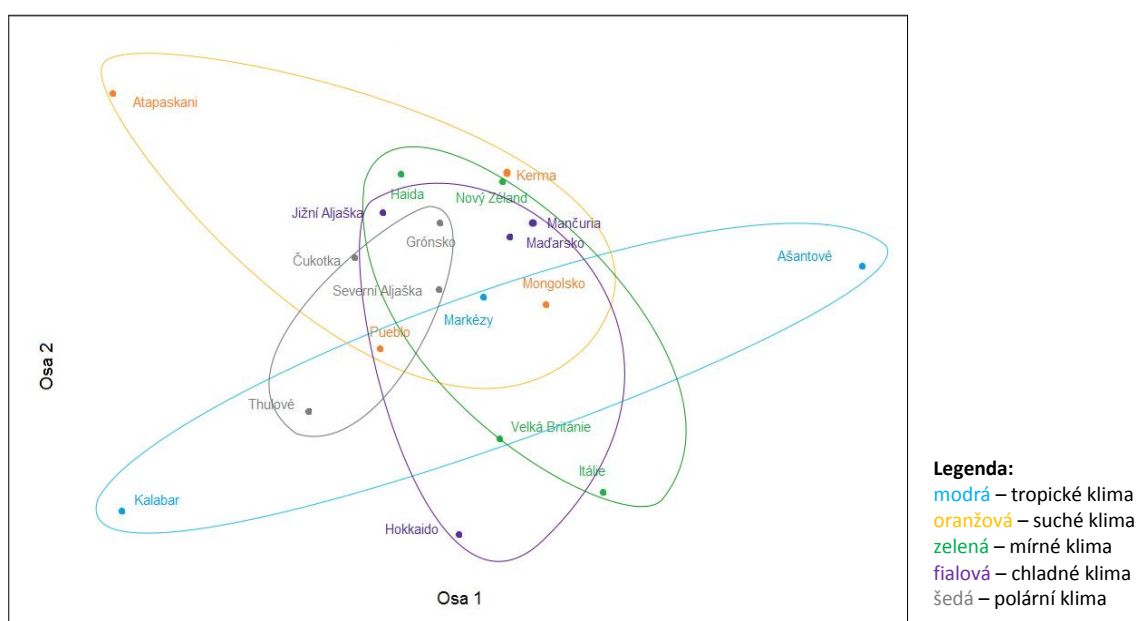 Atapaskani
Kerma
Haida
Nový Zéland
Jižní Aljaška
Mančuria
Grónsko
Maďarsko
Čukotka
Ašantové
Severní Aljaška
Mongolsko
Markézy
Pueblo
Osa 2
Thulové
Velká Británie
Itálie
Kalabar
Hokkaido
Osa 1
Legenda:
modrá – tropické klima
oranžová – suché klima
zelená – mírné klima
fialová – chladné klima
šedá – polární klima